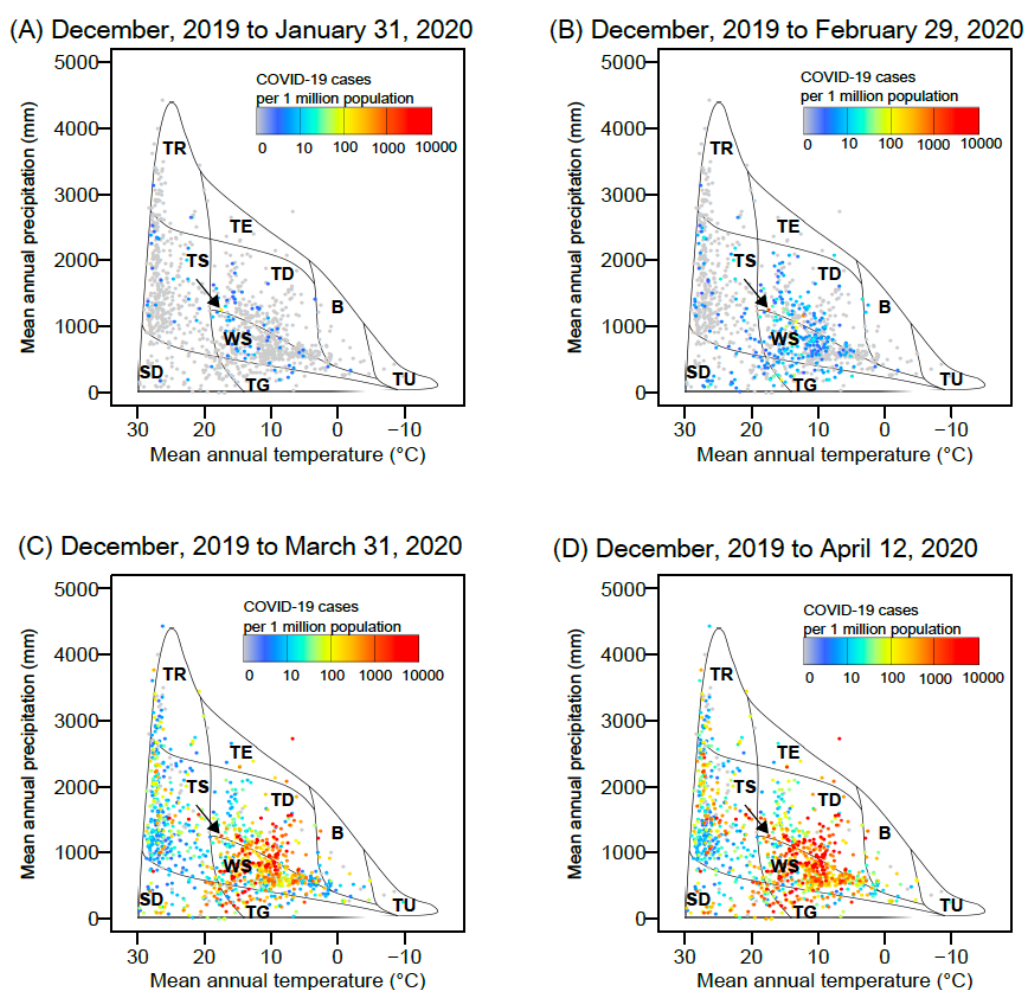 (A) December, 2019 to January 31, 2020
5000
4000
3000
2000
1000
0
Mean annual precipitation (mm)
COVID-19 cases
per 1 million population
0 10 100 1000 10000
TR
TE
TS
TD
B
WS
SD
TG
TU
30 20 10 0 −10
Mean annual temperature (°C)
(B) December, 2019 to February 29, 2020
5000
4000
3000
2000
1000
0
Mean annual precipitation (mm)
COVID-19 cases
per 1 million population
0 10 100 1000 10000
TR
TE
TS
TD
B
WS
SD
TG
TU
30 20 10 0 −10
Mean annual temperature (°C)
(C) December, 2019 to March 31, 2020
5000
4000
3000
2000
1000
0
Mean annual precipitation (mm)
COVID-19 cases
per 1 million population
0 10 100 1000 10000
TR
TE
TS
TD
B
WS
SD
TG
TU
30 20 10 0 −10
Mean annual temperature (°C)
(D) December, 2019 to April 12, 2020
5000
4000
3000
2000
1000
0
Mean annual precipitation (mm)
COVID-19 cases
per 1 million population
0 10 100 1000 10000
TR
TE
TS
TD
B
WS
SD
TG
TU
30 20 10 0 −10
Mean annual temperature (°C)